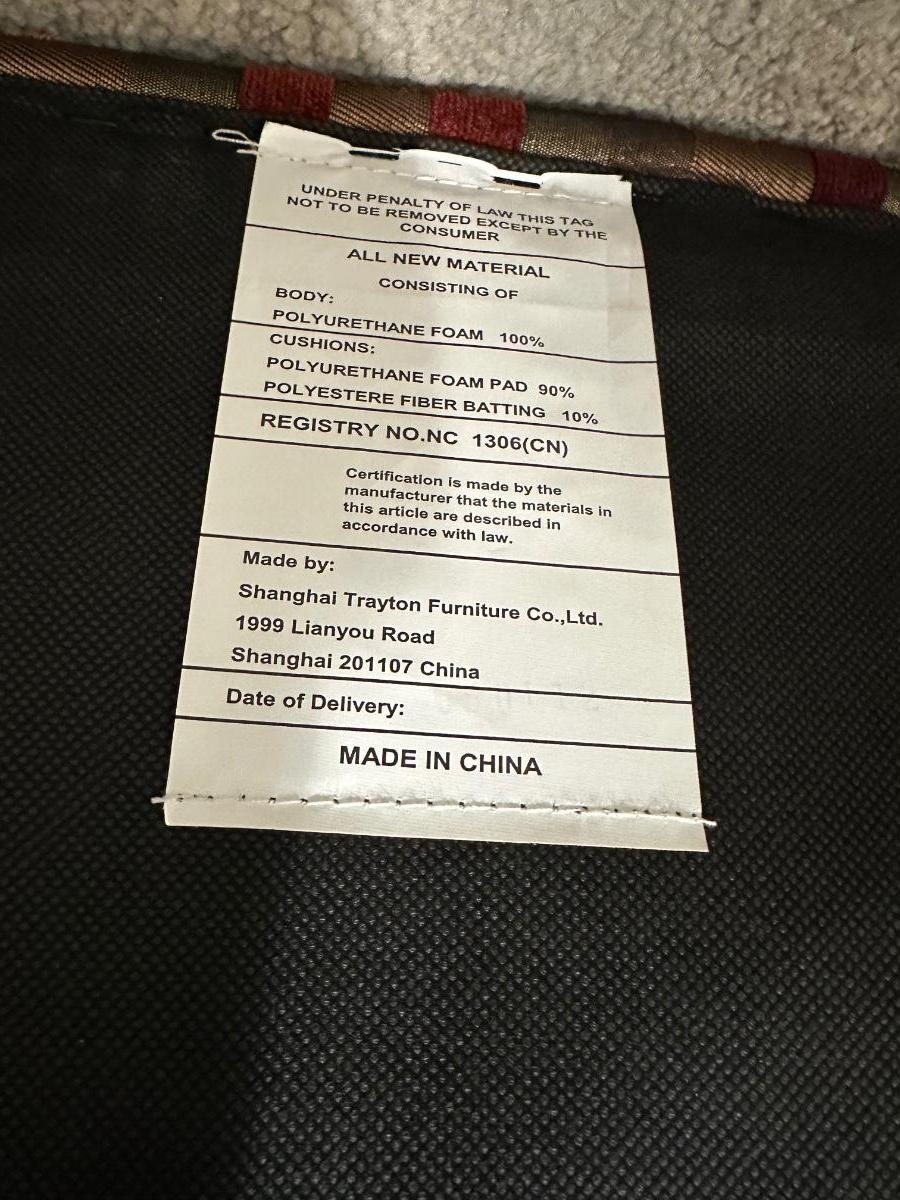 UNDER PENALTY OF LAW THIS TAG
NOT TO BE REMOVED EXCEPT BY THE
CONSUMER
ALL NEW MATERIAL
CONSISTING OF
BODY:
POLYURETHANE FOAM 100%
CUSHIONS:
POLYURETHANE FOAM PAD 90%
POLYESTERE FIBER BATTING 10%
REGISTRY NO.NC 1306(CN)
Certification is made by the
manufacturer that the materials in
this article are described in
accordance with law.
Made by:
Shanghai Trayton Furniture Co.,Ltd.
1999 Lianyou Road
Shanghai 201107 China
Date of Delivery:
MADE IN CHINA